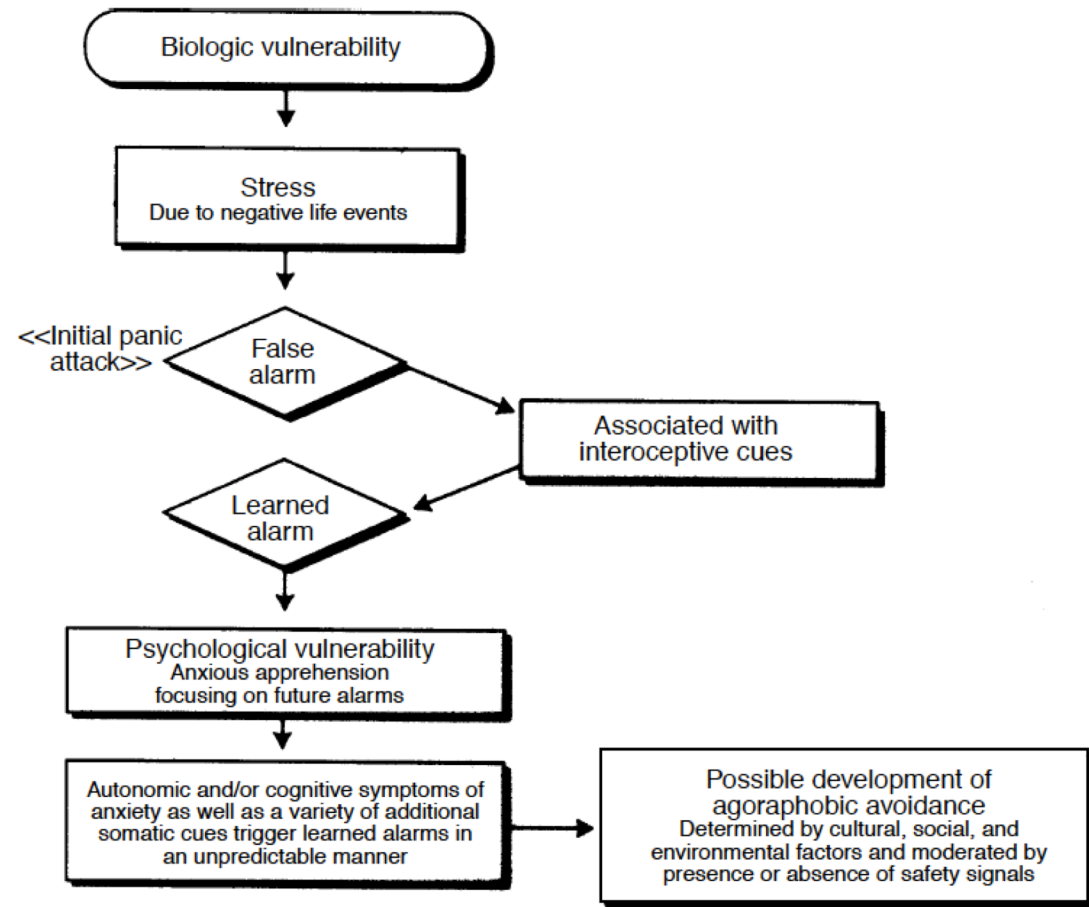 Biologic vulnerability
Stress
Due to negative life events
<<Initial panic
attack>>
False
alarm
Associated with
interoceptive cues
Learned
alarm
Psychological vulnerability
Anxious apprehension
focusing on future alarms
Autonomic and/or cognitive symptoms of
anxiety as well as a variety of additional
somatic cues trigger learned alarms in
an unpredictable manner
Possible development of
agoraphobic avoidance
Determined by cultural, social, and
environmental factors and moderated by
presence or absence of safety signals